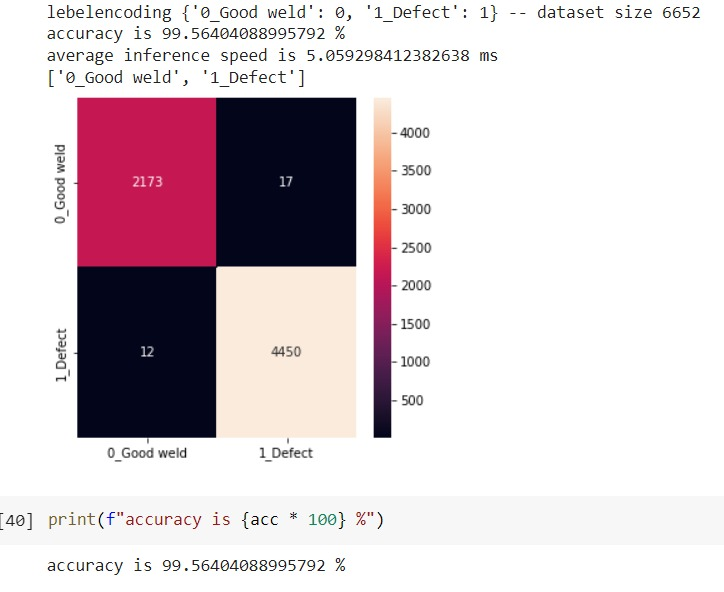 lebelencoding {'0_Good weld': 0, '1_Defect': 1} -- dataset size 6652
accuracy is 99.56404088995792 %
average inference speed is 5.059298412382638 ms
['0_Good weld', '1_Defect']
4000
3500
3000
2500
2000
1500
1000
500
0_Good weld
2173
17
1_Defect
12
4450
0_Good weld
1_Defect
[40] print(f"accuracy is {acc * 100} %")
accuracy is 99.56404088995792 %